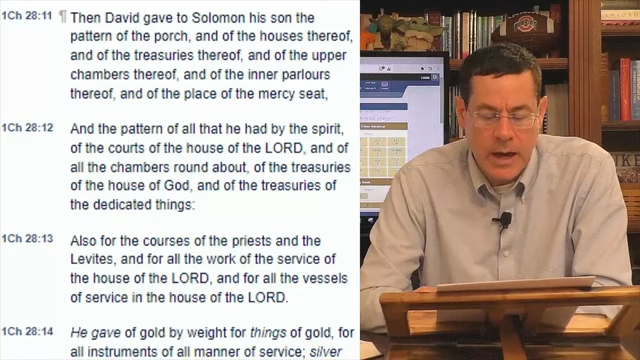 1Ch 28:11 ¶ Then David gave to Solomon his son the
pattern of the porch, and of the houses thereof,
and of the treasuries thereof, and of the upper
chambers thereof, and of the inner parlours
thereof, and of the place of the mercy seat,
1Ch 28:12 And the pattern of all that he had by the spirit,
of the courts of the house of the LORD, and of
all the chambers round about, of the treasuries
of the house of God, and of the treasuries of
the dedicated things:
1Ch 28:13 Also for the courses of the priests and the
Levites, and for all the work of the service of
the house of the LORD, and for all the vessels
of service in the house of the LORD.
1Ch 28:14 He gave of gold by weight for things of gold, for
all instruments of all manner of service; silver